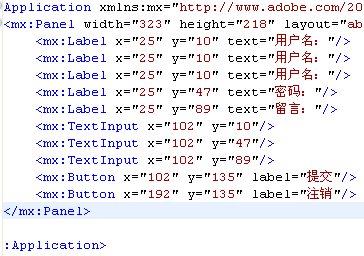 Application xmlns:mx="http://www.adobe.com/20
<mx:Panel width="323" height="218" layout="ab
<mx:Label x="25" y="10" text="用户名："/>
<mx:Label x="25" y="10" text="用户名："/>
<mx:Label x="25" y="10" text="用户名："/>
<mx:Label x="25" y="47" text="密码："/>
<mx:Label x="25" y="89" text="留言："/>
<mx:TextInput x="102" y="10"/>
<mx:TextInput x="102" y="47"/>
<mx:TextInput x="102" y="89"/>
<mx:Button x="102" y="135" label="提交"/>
<mx:Button x="192" y="135" label="注销"/>
</mx:Panel>
:Application>